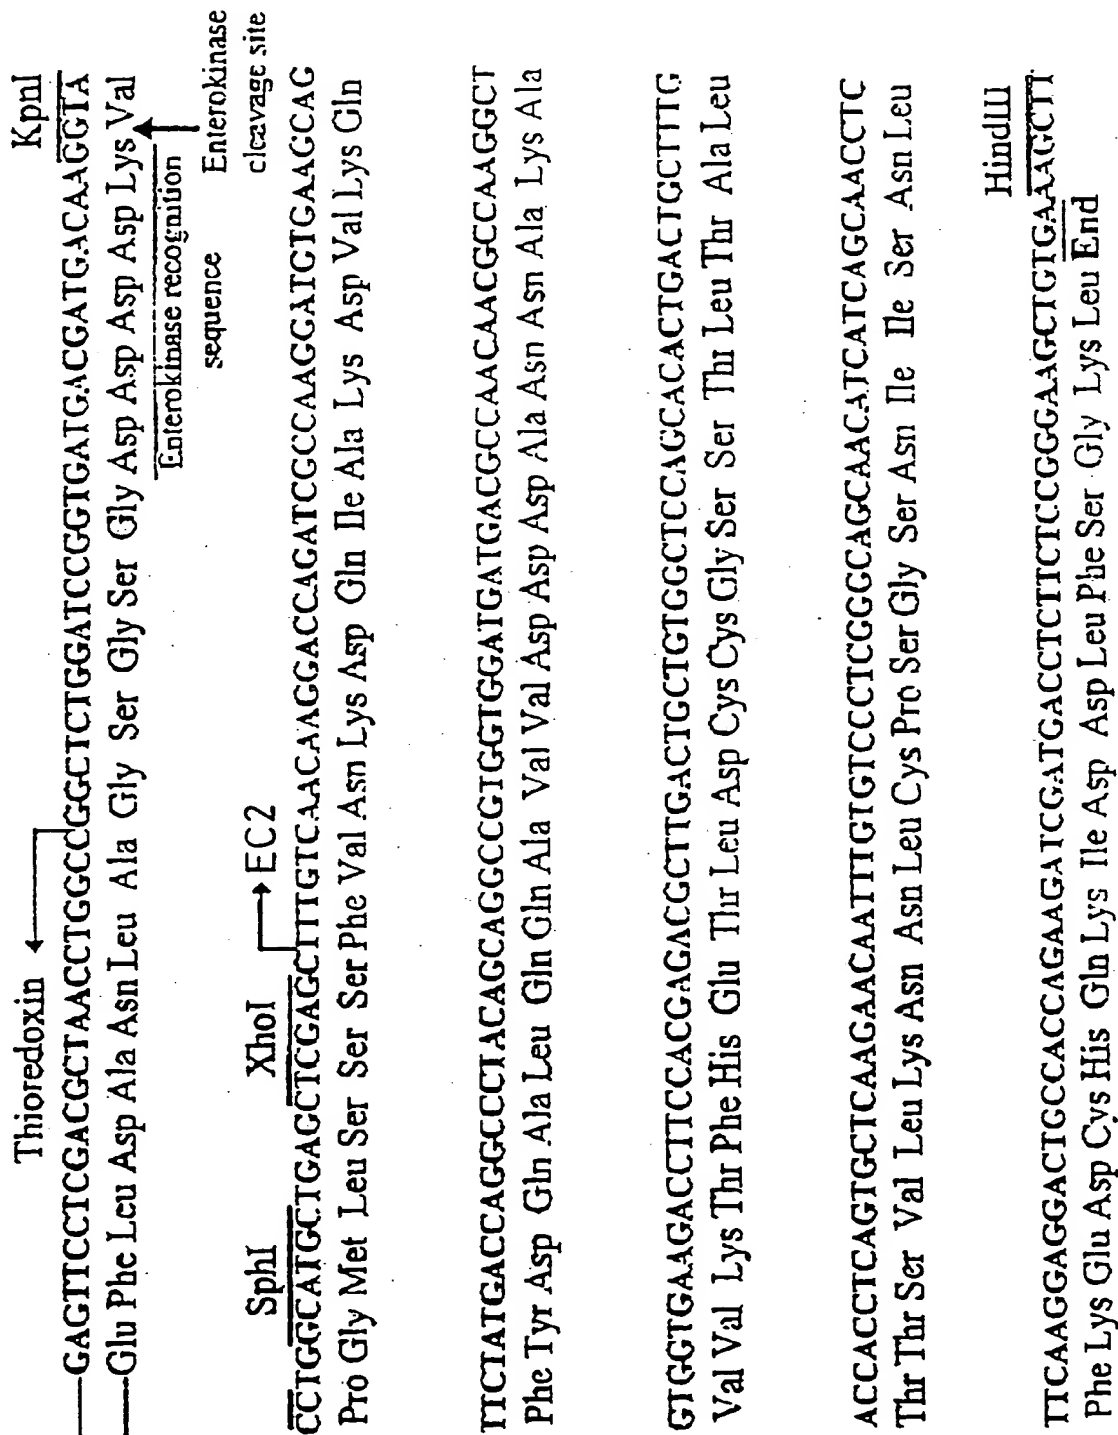 Thioredoxin KpnI
GAGTTCCTCGACGCTAACCTGGCCGGCTCTGGATCCGGTGATGACGATGACAAGGTA
Glu Phe Leu Asp Ala Asn Leu Ala Gly Ser Gly Ser Gly Asp Asp Asp Asp Lys Val
Enterokinase recognition
sequence
Enterokinase
cleavage site
SphI XhoI EC2
CCTGGCATGCTGAGCTCGAGCTTTGTCAACAAGGACCAGATCGCCAAGGATGTGAAGCAG
Pro Gly Met Leu Ser Ser Ser Phe Val Asn Lys Asp Gln Ile Ala Lys Asp Val Lys Gln
TTCTATGACCAGGCCCTACAGCAGGCCGTGGTGGATGATGACGCCAACAACGCCAAGGCT
Phe Tyr Asp Gln Ala Leu Gln Gln Ala Val Val Asp Asp Asp Ala Asn Asn Ala Lys Ala
GTGGTGAAGACCTTCCACGAGACGCTTGACTGCTGTGGCTCCAGCACACTGACTGCTTTG
Val Val Lys Thr Phe His Glu Thr Leu Asp Cys Cys Gly Ser Ser Thr Leu Thr Ala Leu
ACCACCTCAGTGCTCAAGAACAATTTGTGTCCCTCGGGCAGCAACATCATCAGCAACCTC
Thr Thr Ser Val Leu Lys Asn Asn Leu Cys Pro Ser Gly Ser Asn Ile Ile Ser Asn Leu
HindIII
TTCAAGGAGGACTGCCACCAGAAGATCGATGACCTCTTCTCCGGGAAGCTGTGAAAGCTT
Phe Lys Glu Asp Cys His Gln Lys Ile Asp Asp Leu Phe Ser Gly Lys Leu End